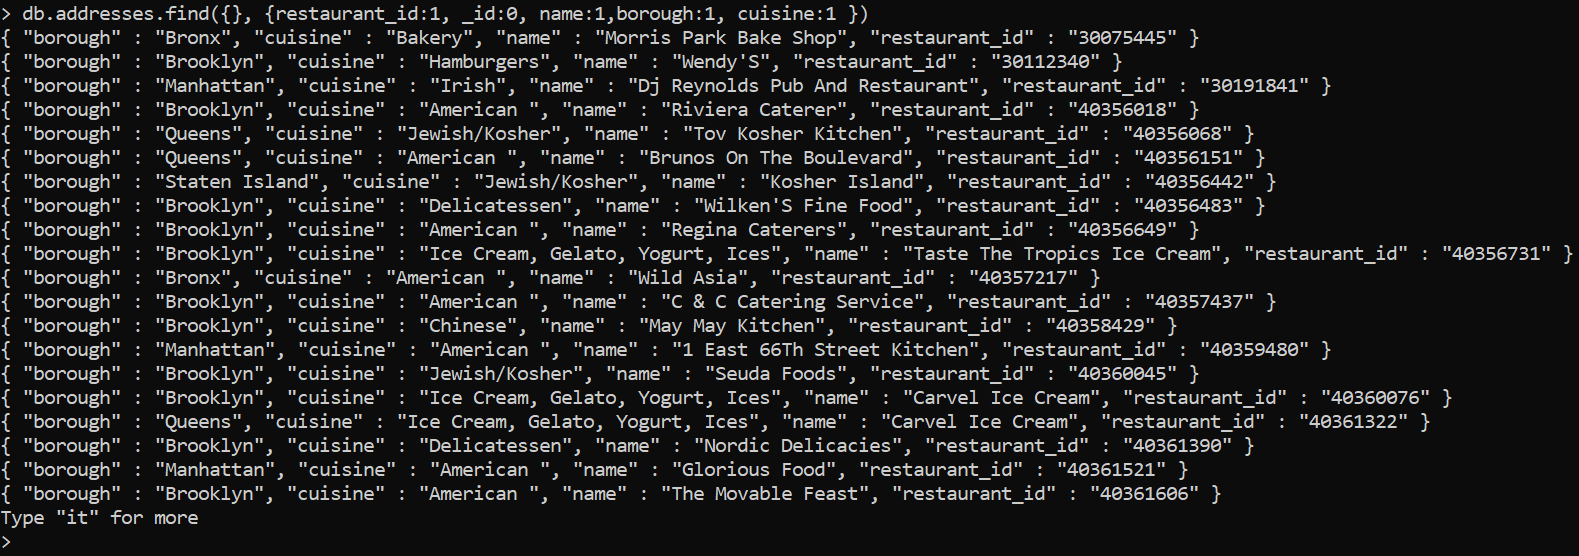 > db.addresses.find({}, {restaurant_id:1, _id:0, name:1,borough:1, cuisine:1 })
{ "borough" : "Bronx", "cuisine" : "Bakery", "name" : "Morris Park Bake Shop", "restaurant_id" : "30075445" }
{ "borough" : "Brooklyn", "cuisine" : "Hamburgers", "name" : "Wendy'S", "restaurant_id" : "30112340" }
{ "borough" : "Manhattan", "cuisine" : "Irish", "name" : "Dj Reynolds Pub And Restaurant", "restaurant_id" : "30191841" }
{ "borough" : "Brooklyn", "cuisine" : "American ", "name" : "Riviera Caterer", "restaurant_id" : "40356018" }
{ "borough" : "Queens", "cuisine" : "Jewish/Kosher", "name" : "Tov Kosher Kitchen", "restaurant_id" : "40356068" }
{ "borough" : "Queens", "cuisine" : "American ", "name" : "Brunos On The Boulevard", "restaurant_id" : "40356151" }
{ "borough" : "Staten Island", "cuisine" : "Jewish/Kosher", "name" : "Kosher Island", "restaurant_id" : "40356442" }
{ "borough" : "Brooklyn", "cuisine" : "Delicatessen", "name" : "Wilken'S Fine Food", "restaurant_id" : "40356483" }
{ "borough" : "Brooklyn", "cuisine" : "American ", "name" : "Regina Caterers", "restaurant_id" : "40356649" }
{ "borough" : "Brooklyn", "cuisine" : "Ice Cream, Gelato, Yogurt, Ices", "name" : "Taste The Tropics Ice Cream", "restaurant_id" : "40356731" }
{ "borough" : "Bronx", "cuisine" : "American ", "name" : "Wild Asia", "restaurant_id" : "40357217" }
{ "borough" : "Brooklyn", "cuisine" : "American ", "name" : "C & C Catering Service", "restaurant_id" : "40357437" }
{ "borough" : "Brooklyn", "cuisine" : "Chinese", "name" : "May May Kitchen", "restaurant_id" : "40358429" }
{ "borough" : "Manhattan", "cuisine" : "American ", "name" : "1 East 66Th Street Kitchen", "restaurant_id" : "40359480" }
{ "borough" : "Brooklyn", "cuisine" : "Jewish/Kosher", "name" : "Seuda Foods", "restaurant_id" : "40360045" }
{ "borough" : "Brooklyn", "cuisine" : "Ice Cream, Gelato, Yogurt, Ices", "name" : "Carvel Ice Cream", "restaurant_id" : "40360076" }
{ "borough" : "Queens", "cuisine" : "Ice Cream, Gelato, Yogurt, Ices", "name" : "Carvel Ice Cream", "restaurant_id" : "40361322" }
{ "borough" : "Brooklyn", "cuisine" : "Delicatessen", "name" : "Nordic Delicacies", "restaurant_id" : "40361390" }
{ "borough" : "Manhattan", "cuisine" : "American ", "name" : "Glorious Food", "restaurant_id" : "40361521" }
{ "borough" : "Brooklyn", "cuisine" : "American ", "name" : "The Movable Feast", "restaurant_id" : "40361606" }
Type "it" for more
>